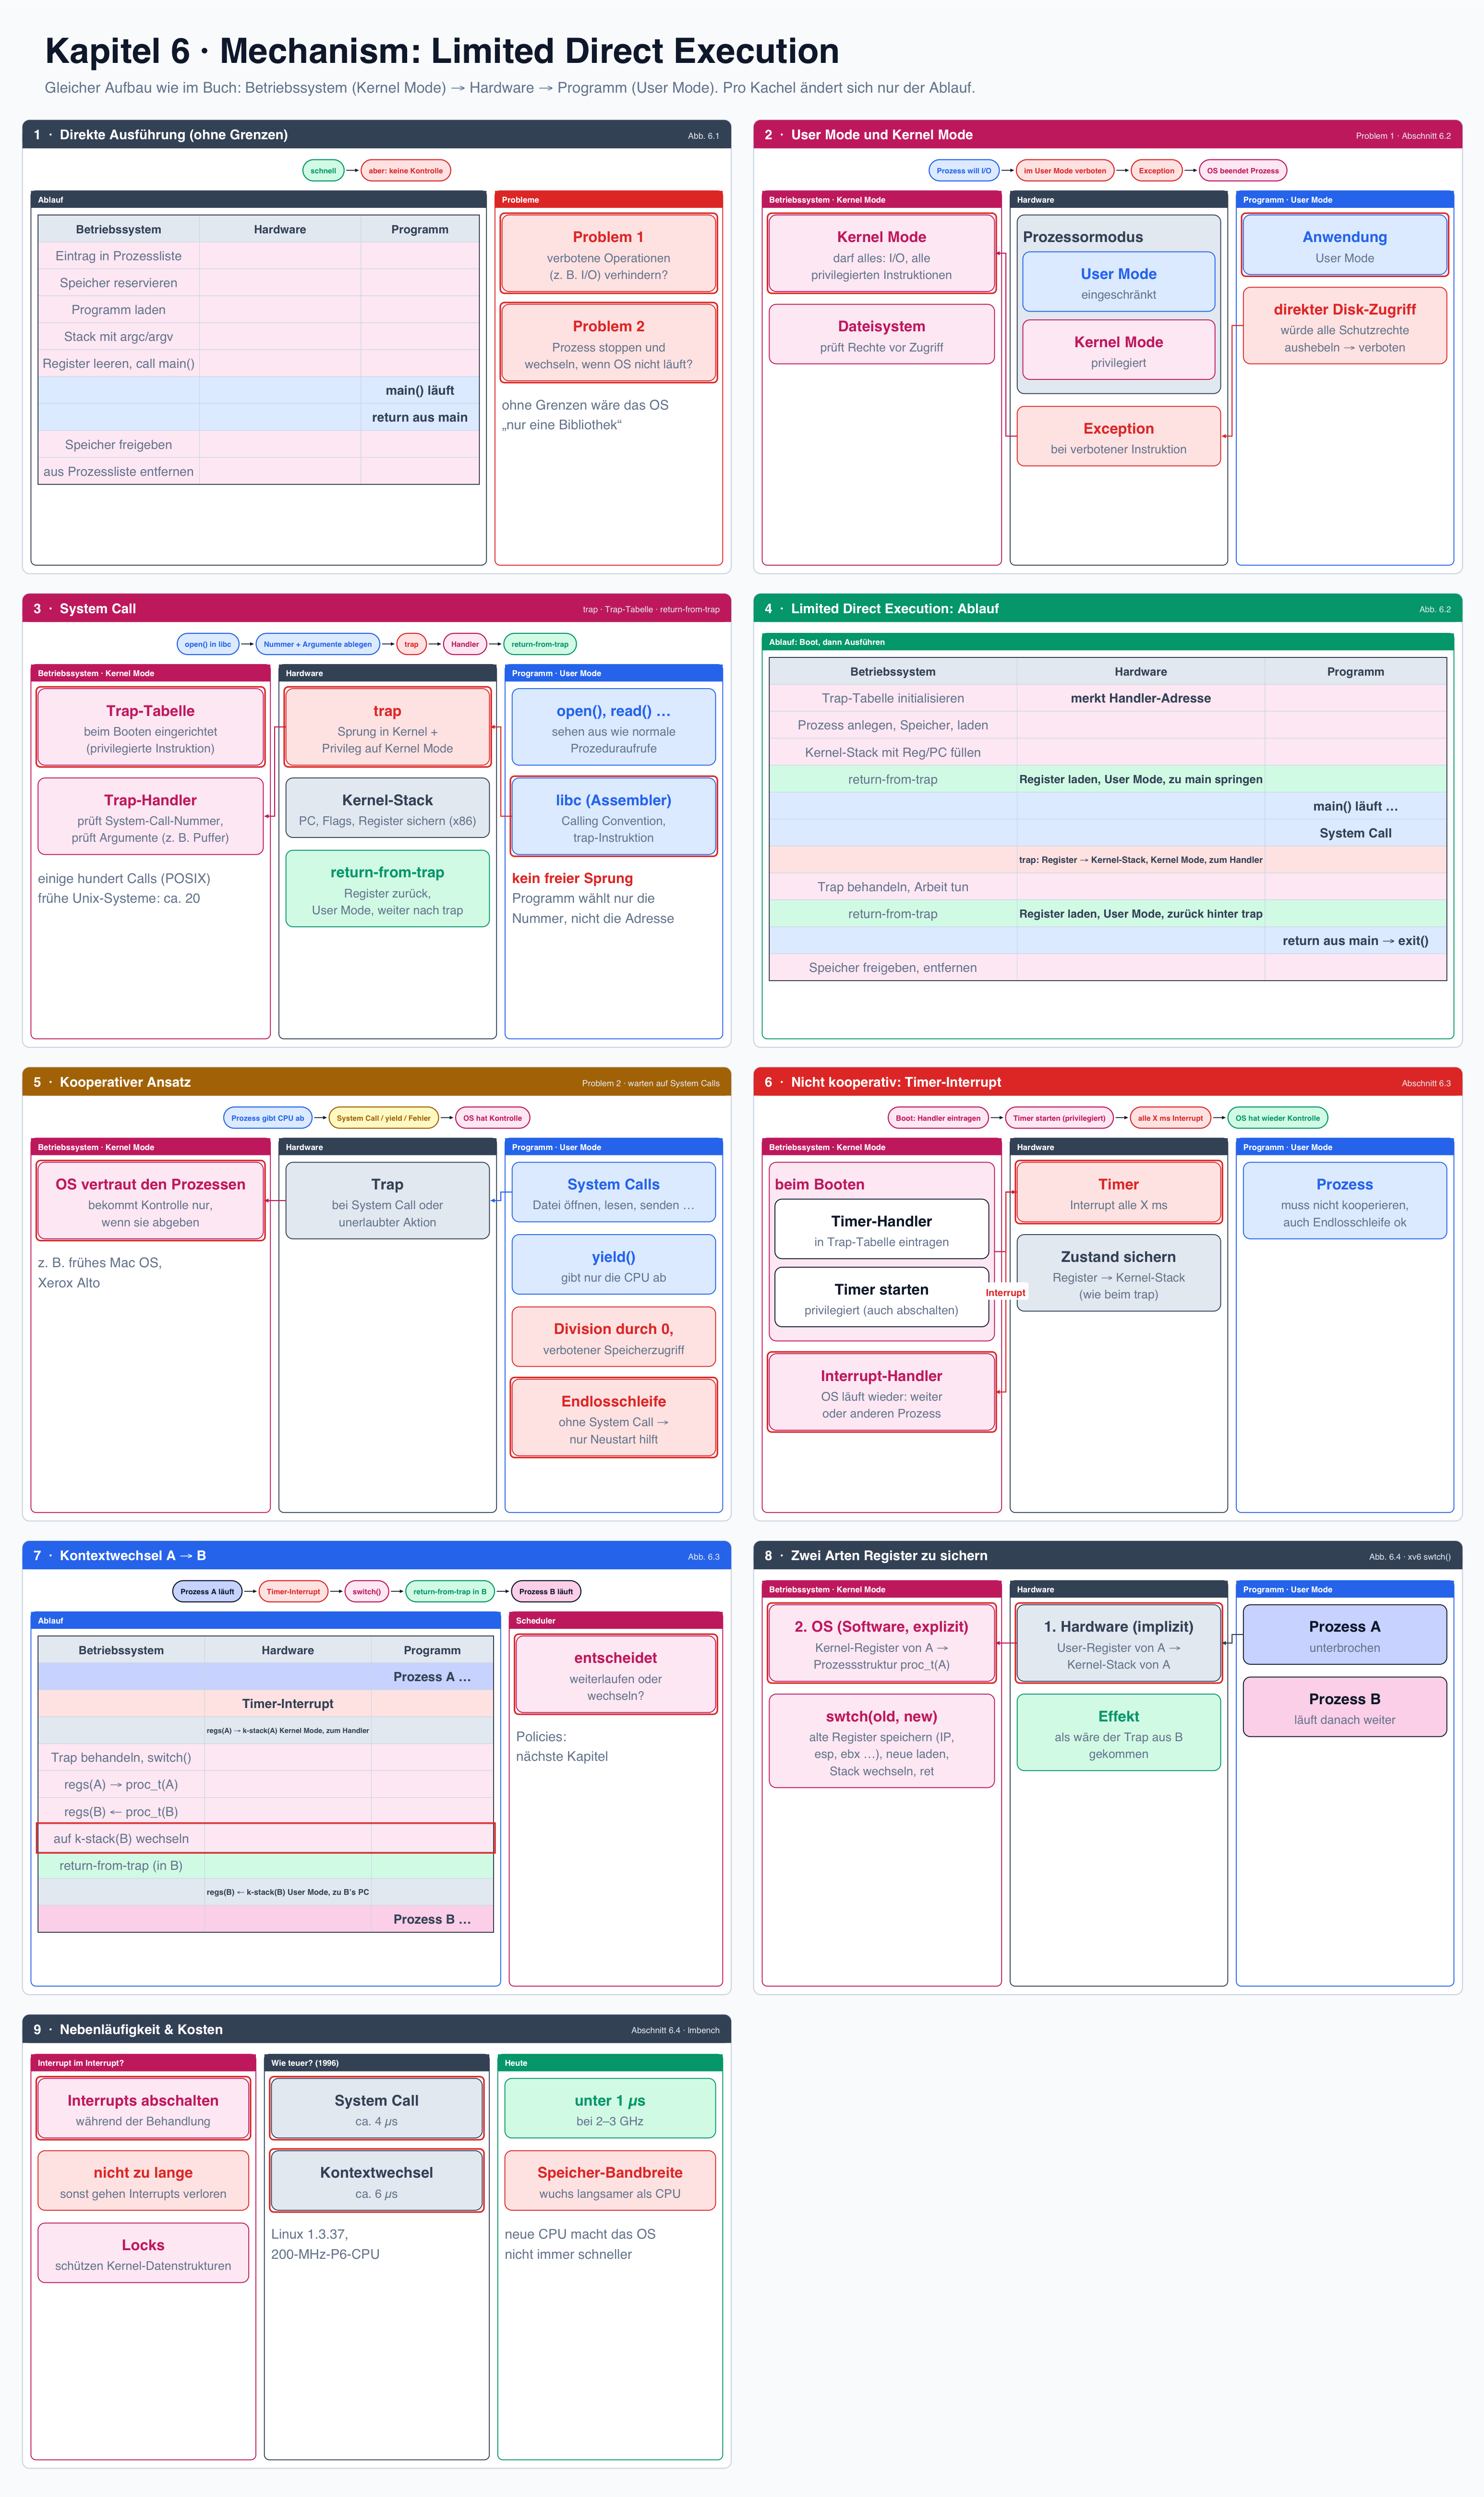 Kapitel 6 · Mechanism: Limited Direct Execution
Gleicher Aufbau wie im Buch: Betriebssystem (Kernel Mode) → Hardware → Programm (User Mode). Pro Kachel ändert sich nur der Ablauf.
1 · Direkte Ausführung (ohne Grenzen)
Abb. 6.1
schnell
aber: keine Kontrolle
Ablauf
Betriebssystem Hardware Programm
Eintrag in Prozessliste
Speicher reservieren
Programm laden
Stack mit argc/argv
Register leeren, call main()
main() läuft
return aus main
Speicher freigeben
aus Prozessliste entfernen
Probleme
Problem 1
verbotene Operationen
(z. B. I/O) verhindern?
Problem 2
Prozess stoppen und
wechseln, wenn OS nicht läuft?
ohne Grenzen wäre das OS
„nur eine Bibliothek“
2 · User Mode und Kernel Mode
Problem 1 · Abschnitt 6.2
Prozess will I/O
im User Mode verboten
Exception
OS beendet Prozess
Betriebssystem · Kernel Mode
Kernel Mode
darf alles: I/O, alle
privilegierten Instruktionen
Dateisystem
prüft Rechte vor Zugriff
Hardware
Prozessormodus
User Mode
eingeschränkt
Kernel Mode
privilegiert
Exception
bei verbotener Instruktion
Programm · User Mode
Anwendung
User Mode
direkter Disk-Zugriff
würde alle Schutzrechte
aushebeln → verboten
3 · System Call
trap · Trap-Tabelle · return-from-trap
open() in libc
Nummer + Argumente ablegen
trap
Handler
return-from-trap
Betriebssystem · Kernel Mode
Trap-Tabelle
beim Booten eingerichtet
(privilegierte Instruktion)
Trap-Handler
prüft System-Call-Nummer,
prüft Argumente (z. B. Puffer)
einige hundert Calls (POSIX)
frühe Unix-Systeme: ca. 20
Hardware
trap
Sprung in Kernel +
Privileg auf Kernel Mode
Kernel-Stack
PC, Flags, Register sichern (x86)
return-from-trap
Register zurück,
User Mode, weiter nach trap
Programm · User Mode
open(), read() …
sehen aus wie normale
Prozeduraufrufe
libc (Assembler)
Calling Convention,
trap-Instruktion
kein freier Sprung
Programm wählt nur die
Nummer, nicht die Adresse
4 · Limited Direct Execution: Ablauf
Abb. 6.2
Ablauf: Boot, dann Ausführen
Betriebssystem Hardware Programm
Trap-Tabelle initialisieren merkt Handler-Adresse
Prozess anlegen, Speicher, laden
Kernel-Stack mit Reg/PC füllen
return-from-trap Register laden, User Mode, zu main springen
main() läuft …
System Call
trap: Register → Kernel-Stack, Kernel Mode, zum Handler
Trap behandeln, Arbeit tun
return-from-trap Register laden, User Mode, zurück hinter trap
return aus main → exit()
Speicher freigeben, entfernen
5 · Kooperativer Ansatz
Problem 2 · warten auf System Calls
Prozess gibt CPU ab
System Call / yield / Fehler
OS hat Kontrolle
Betriebssystem · Kernel Mode
OS vertraut den Prozessen
bekommt Kontrolle nur,
wenn sie abgeben
z. B. frühes Mac OS,
Xerox Alto
Hardware
Trap
bei System Call oder
unerlaubter Aktion
Programm · User Mode
System Calls
Datei öffnen, lesen, senden …
yield()
gibt nur die CPU ab
Division durch 0,
verbotener Speicherzugriff
Endlosschleife
ohne System Call →
nur Neustart hilft
6 · Nicht kooperativ: Timer-Interrupt
Abschnitt 6.3
Boot: Handler eintragen
Timer starten (privilegiert)
alle X ms Interrupt
OS hat wieder Kontrolle
Betriebssystem · Kernel Mode
beim Booten
Timer-Handler
in Trap-Tabelle eintragen
Timer starten
privilegiert (auch abschalten)
Interrupt-Handler
OS läuft wieder: weiter
oder anderen Prozess
Interrupt
Hardware
Timer
Interrupt alle X ms
Zustand sichern
Register → Kernel-Stack
(wie beim trap)
Programm · User Mode
Prozess
muss nicht kooperieren,
auch Endlosschleife ok
7 · Kontextwechsel A → B
Abb. 6.3
Prozess A läuft
Timer-Interrupt
switch()
return-from-trap in B
Prozess B läuft
Ablauf
Betriebssystem Hardware Programm
Prozess A …
Timer-Interrupt
regs(A) → k-stack(A) Kernel Mode, zum Handler
Trap behandeln, switch()
regs(A) → proc_t(A)
regs(B) ← proc_t(B)
auf k-stack(B) wechseln
return-from-trap (in B)
regs(B) ← k-stack(B) User Mode, zu B's PC
Prozess B …
Scheduler
entscheidet
weiterlaufen oder
wechseln?
Policies:
nächste Kapitel
8 · Zwei Arten Register zu sichern
Abb. 6.4 · xv6 swtch()
Betriebssystem · Kernel Mode
2. OS (Software, explizit)
Kernel-Register von A →
Prozessstruktur proc_t(A)
swtch(old, new)
alte Register speichern (IP,
esp, ebx …), neue laden,
Stack wechseln, ret
Hardware
1. Hardware (implizit)
User-Register von A →
Kernel-Stack von A
Effekt
als wäre der Trap aus B
gekommen
Programm · User Mode
Prozess A
unterbrochen
Prozess B
läuft danach weiter
9 · Nebenläufigkeit & Kosten
Abschnitt 6.4 · lmbench
Interrupt im Interrupt?
Interrupts abschalten
während der Behandlung
nicht zu lange
sonst gehen Interrupts verloren
Locks
schützen Kernel-Datenstrukturen
Wie teuer? (1996)
System Call
ca. 4 µs
Kontextwechsel
ca. 6 µs
Linux 1.3.37,
200-MHz-P6-CPU
Heute
unter 1 µs
bei 2–3 GHz
Speicher-Bandbreite
wuchs langsamer als CPU
neue CPU macht das OS
nicht immer schneller